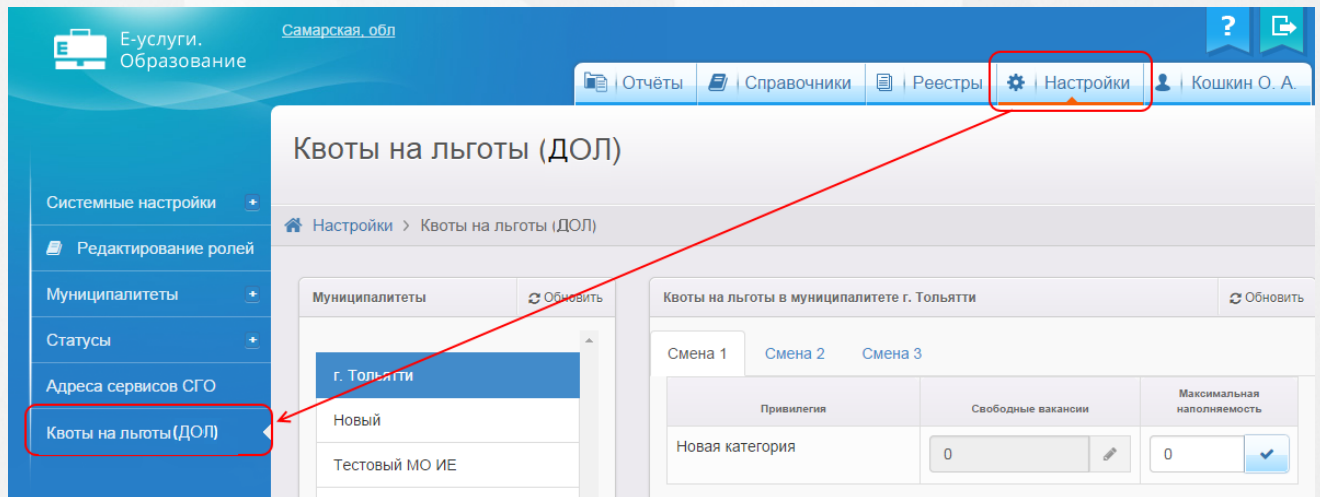 Е-услуги.
Образование
Е
Самарская, обл
?
Отчёты
Справочники
Реестры
Настройки
Кошкин О. А.
Квоты на льготы (ДОЛ)
Системные настройки
Редактирование ролей
Муниципалитеты
Статусы
Адреса сервисов СГО
Квоты на льготы(ДОЛ)
Настройки > Квоты на льготы (ДОЛ)
Муниципалитеты
Обновить
г. Тольятти
Новый
Тестовый МО ИЕ
Квоты на льготы в муниципалитете г. Тольятти
Обновить
Смена 1 Смена 2 Смена 3
Привилегия
Свободные вакансии
Максимальная
наполняемость
Новая категория
0
0